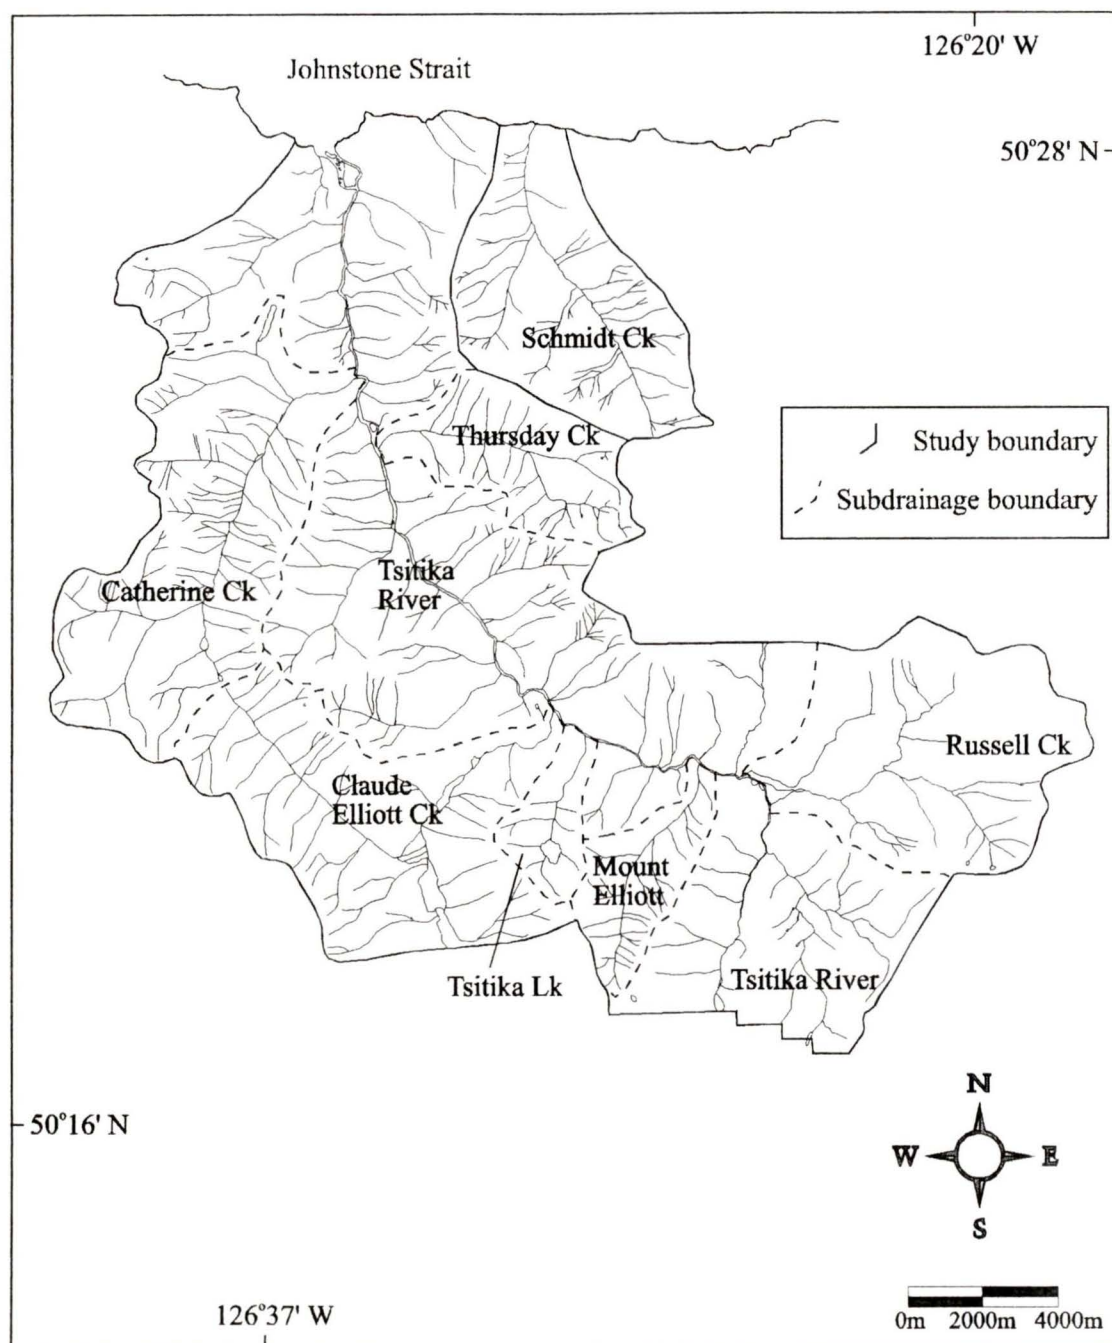 126°20' W
Johnstone Strait
50°28' N
Schmidt Ck
Thursday Ck
Study boundary
Subdrainage boundary
Tsitika
River
Catherine Ck
Russell Ck
Claude
Elliott Ck
Mount
Elliott
Tsitika Lk
Tsitika River
N
W
E
S
50°16' N
126°37' W
0m 2000m 4000m